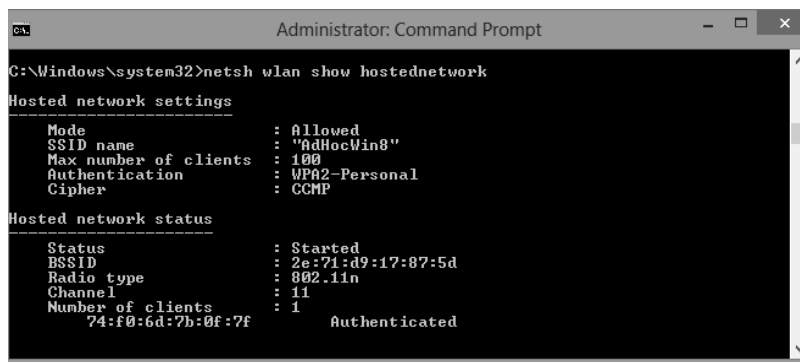 Administrator: Command Prompt
C:\Windows\system32>netsh wlan show hostednetwork
Hosted network settings
-----------------------
Mode : Allowed
SSID name : "AdHocWin8"
Max number of clients : 100
Authentication : WPA2-Personal
Cipher : CCMP
Hosted network status
---------------------
Status : Started
BSSID : 2e:71:d9:17:87:5d
Radio type : 802.11n
Channel : 11
Number of clients : 1
74:f0:6d:7b:0f:7f Authenticated